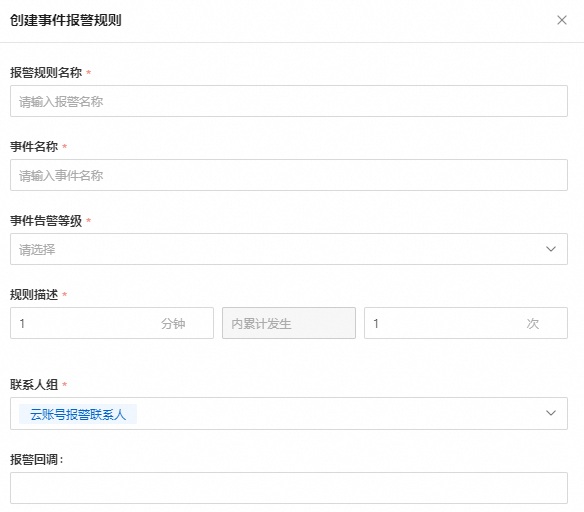 创建事件报警规则
报警规则名称 *
请输入报警名称
事件名称 *
请输入事件名称
事件告警等级 *
请选择
规则描述 *
1 分钟 内累计发生 1 次
联系人组 *
云账号报警联系人
报警回调：